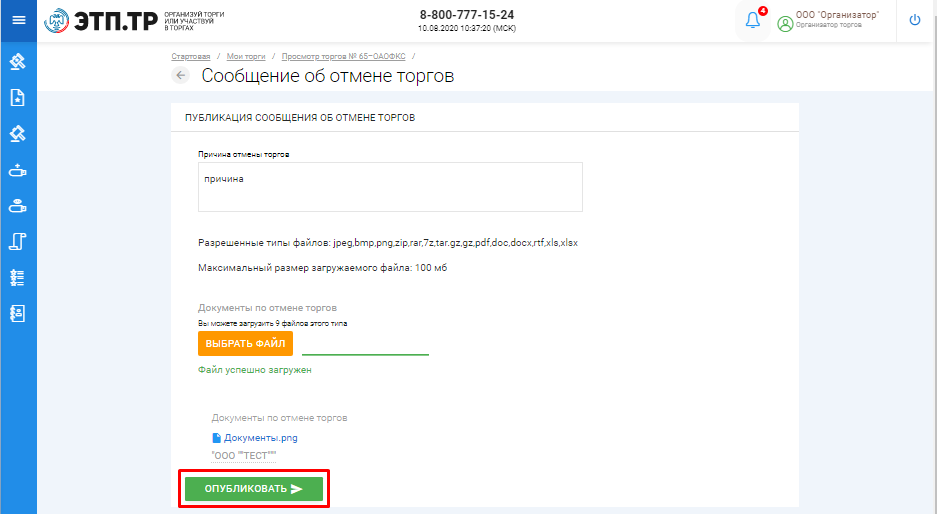 ЭТП.ТР
ОРГАНИЗУЙ ТОРГИ
ИЛИ УЧАСТВУЙ
В ТОРГАХ
8-800-777-15-24
10.08.2020 10:37:20 (МСК)
4
ООО "Организатор"
Организатор торгов
Стартовая / Мои торги / Просмотр торгов № 65-ОАОФКС /
Сообщение об отмене торгов
ПУБЛИКАЦИЯ СООБЩЕНИЯ ОБ ОТМЕНЕ ТОРГОВ
Причина отмены торгов
причина
Разрешенные типы файлов: jpeg,bmp,png,zip,rar,7z,tar.gz,gz,pdf,doc,docx,rtf,xls,xlsx
Максимальный размер загружаемого файла: 100 мб
Документы по отмене торгов
Вы можете загрузить 9 файлов этого типа
ВЫБРАТЬ ФАЙЛ
Файл успешно загружен
Документы по отмене торгов
Документы.png
"ООО ""ТЕСТ"""
ОПУБЛИКОВАТЬ